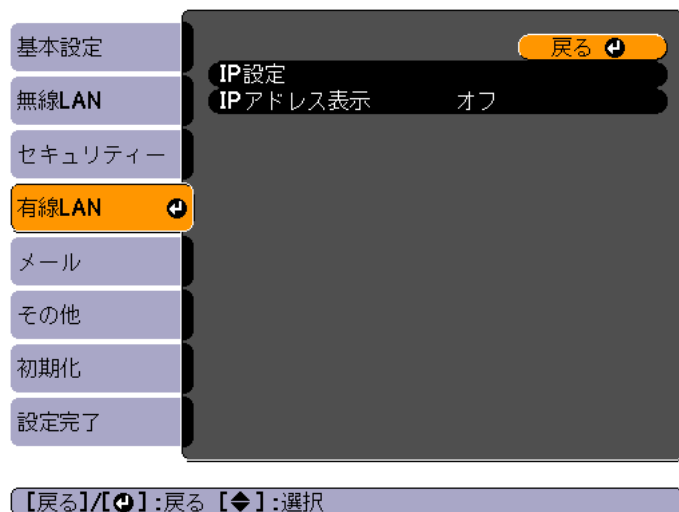 基本設定
無線LAN
セキュリティー
有線LAN
メール
その他
初期化
設定完了
戻る
IP設定
IPアドレス表示 オフ
[戻る]/[⏎]:戻る [◆]:選択